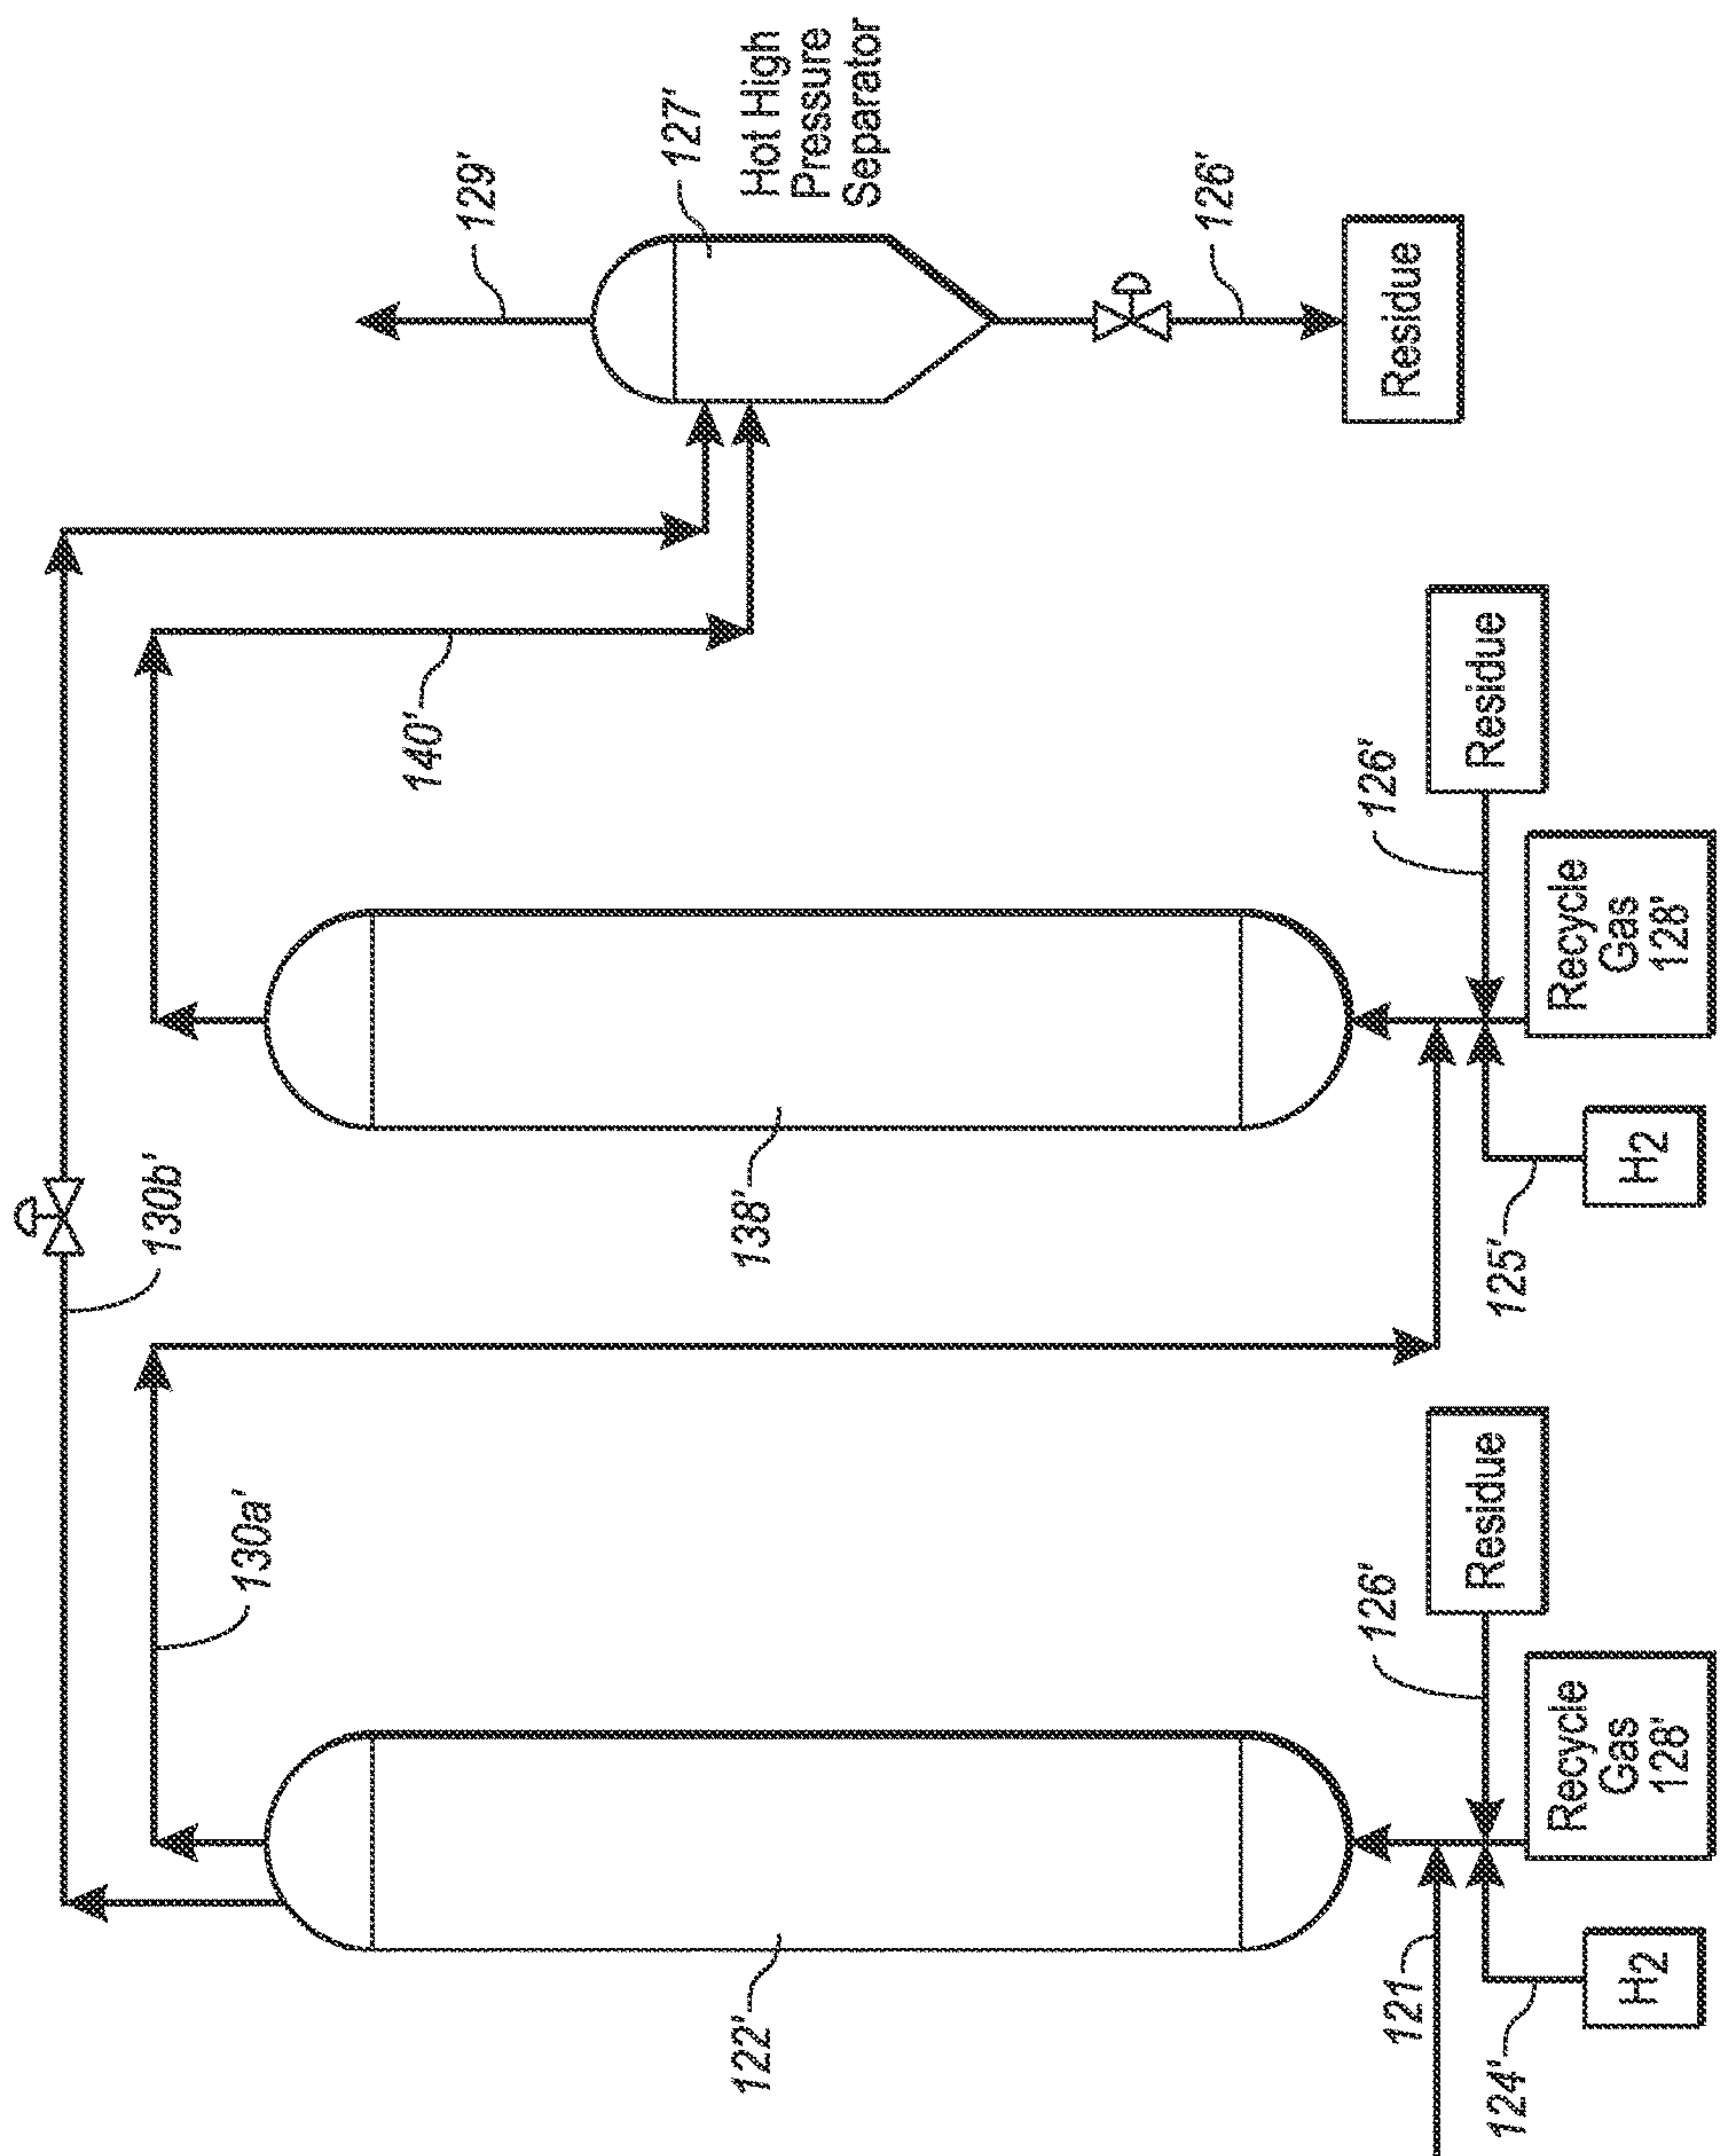 130b'
130a'
140'
129'
127'
Hot High
Pressure
Separator
122'
138'
126'
Residue
121
126'
Residue
124'
H2
Recycle
Gas
128'
125'
H2
126'
Residue
Recycle
Gas
128'